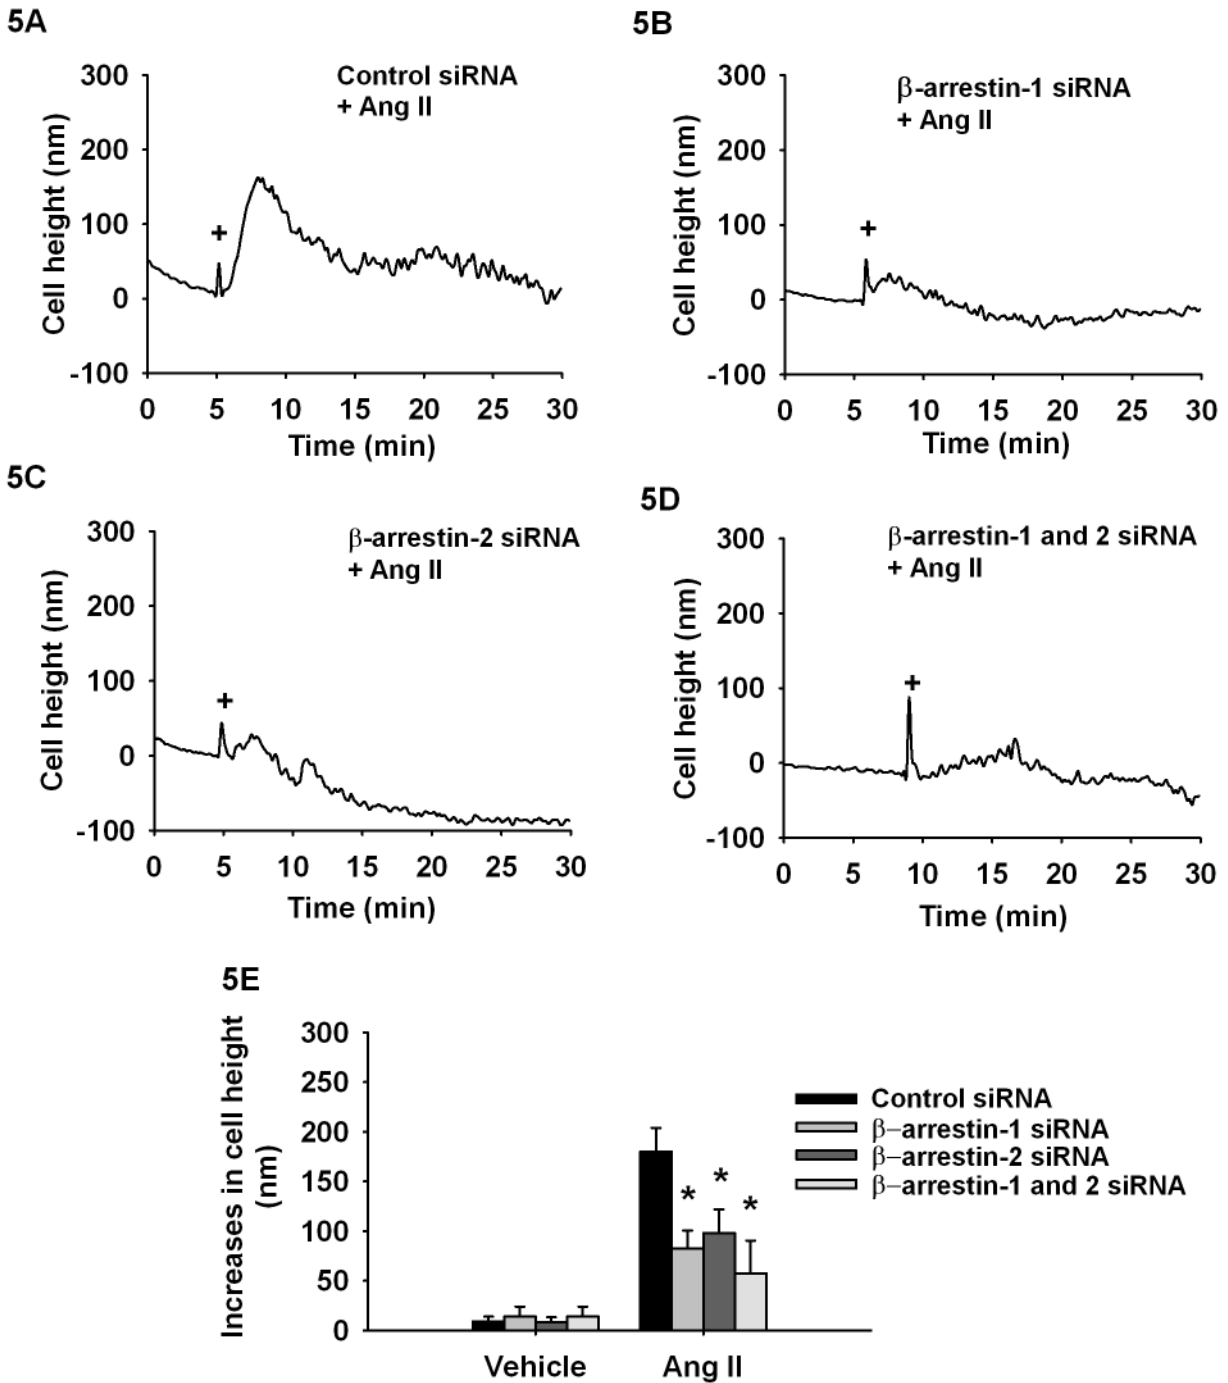 5A
Control siRNA
+ Ang II
Cell height (nm)
300
200
100
0
-100
+
0 5 10 15 20 25 30
Time (min)
5B
β-arrestin-1 siRNA
+ Ang II
Cell height (nm)
300
200
100
0
-100
+
0 5 10 15 20 25 30
Time (min)
5C
β-arrestin-2 siRNA
+ Ang II
Cell height (nm)
300
200
100
0
-100
+
0 5 10 15 20 25 30
Time (min)
5D
β-arrestin-1 and 2 siRNA
+ Ang II
Cell height (nm)
300
200
100
0
-100
+
0 5 10 15 20 25 30
Time (min)
5E
Increases in cell height
(nm)
300
250
200
150
100
50
0
* * *
Vehicle Ang II
Control siRNA
β–arrestin-1 siRNA
β–arrestin-2 siRNA
β–arrestin-1 and 2 siRNA